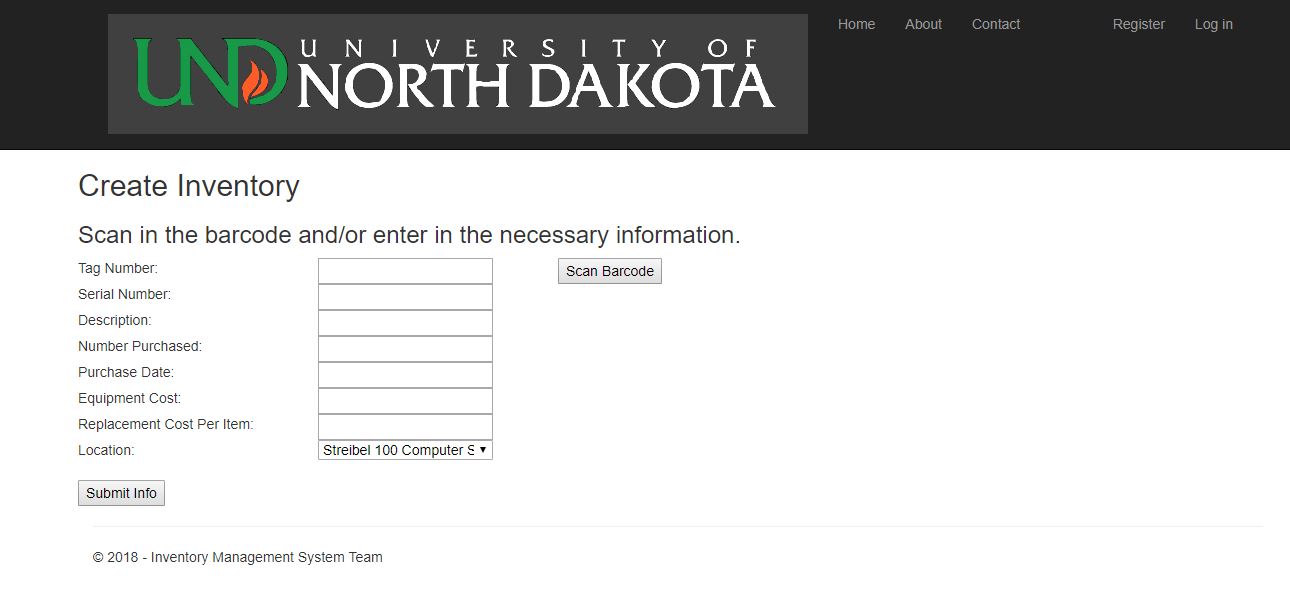 UND UNIVERSITY OF
NORTH DAKOTA
Home About Contact Register Log in
Create Inventory
Scan in the barcode and/or enter in the necessary information.
Tag Number: Scan Barcode
Serial Number:
Description:
Number Purchased:
Purchase Date:
Equipment Cost:
Replacement Cost Per Item:
Location: Streibel 100 Computer S
Submit Info
© 2018 - Inventory Management System Team